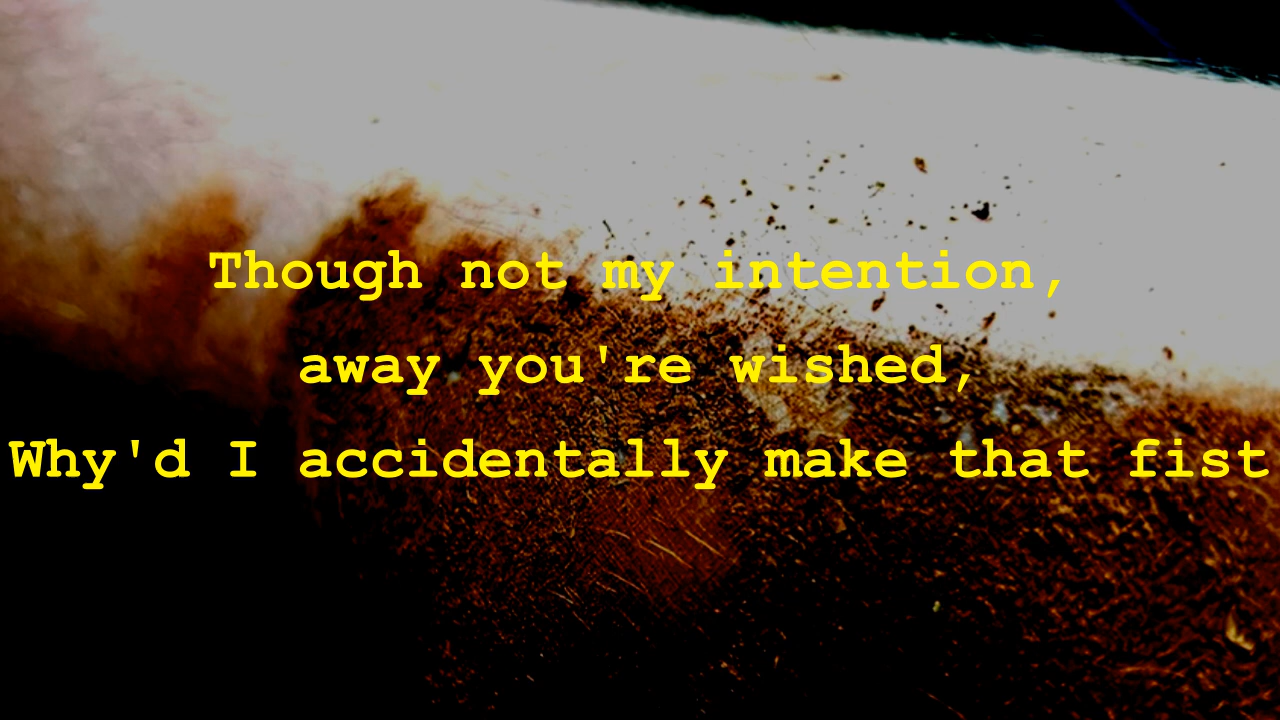 Though not my intention,
away you're wished,
Why'd I accidentally make that fist